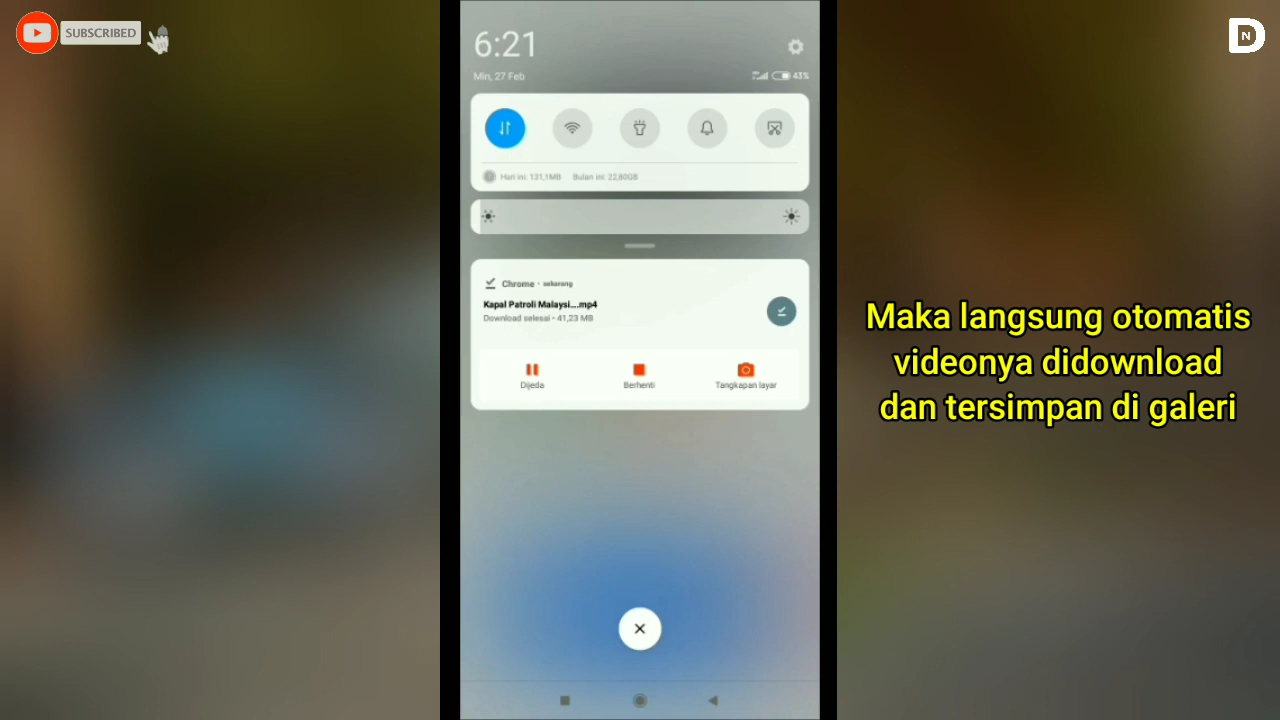 SUBSCRIBED
D
N
6:21
Min, 27 Feb
43%
Hari ini: 131,1MB Bulan ini: 22,80GB
Chrome • sekarang
Kapal Patroli Malaysi....mp4
Download selesai • 41,23 MB
Dijeda Berhenti Tangkapan layar
Maka langsung otomatis
videonya didownload
dan tersimpan di galeri